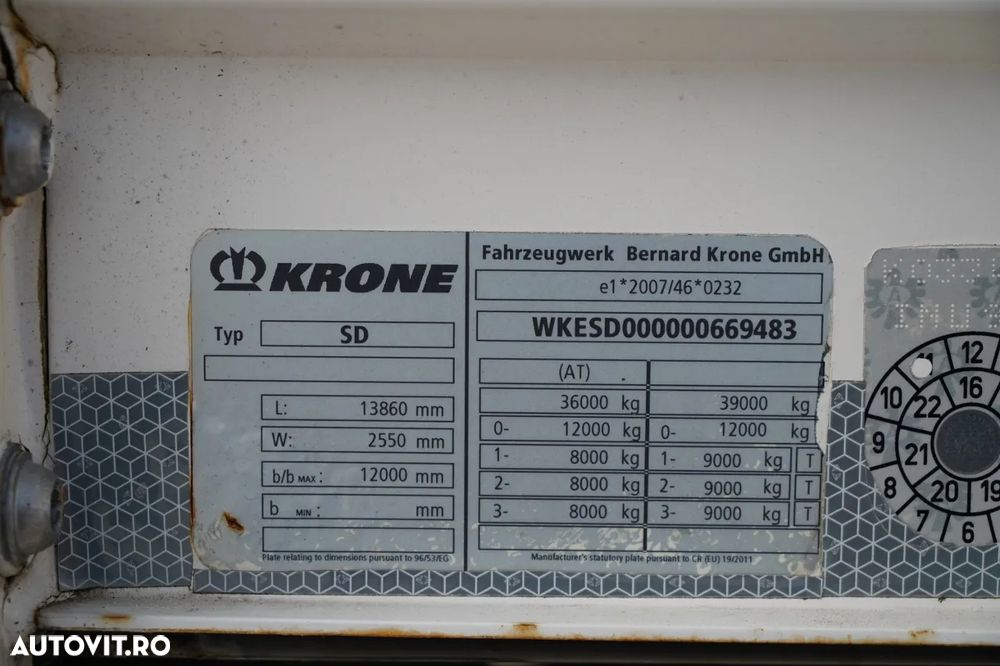 KRONE
Typ SD
L: 13860 mm
W: 2550 mm
b/b MAX : 12000 mm
b MIN : mm
Plate relating to dimensions pursuant to 96/53/EG
Fahrzeugwerk Bernard Krone GmbH
e1*2007/46*0232
WKESD000000669483
(AT)
36000 kg 39000 kg
0- 12000 kg 0- 12000 kg
1- 8000 kg 1- 9000 kg T
2- 8000 kg 2- 9000 kg T
3- 8000 kg 3- 9000 kg T
Manufacturer's statutory plate pursuant to CR (EU) 19/2011
12
10 22 16
9 21
8 20 19
7 6
AUTOVIT.RO